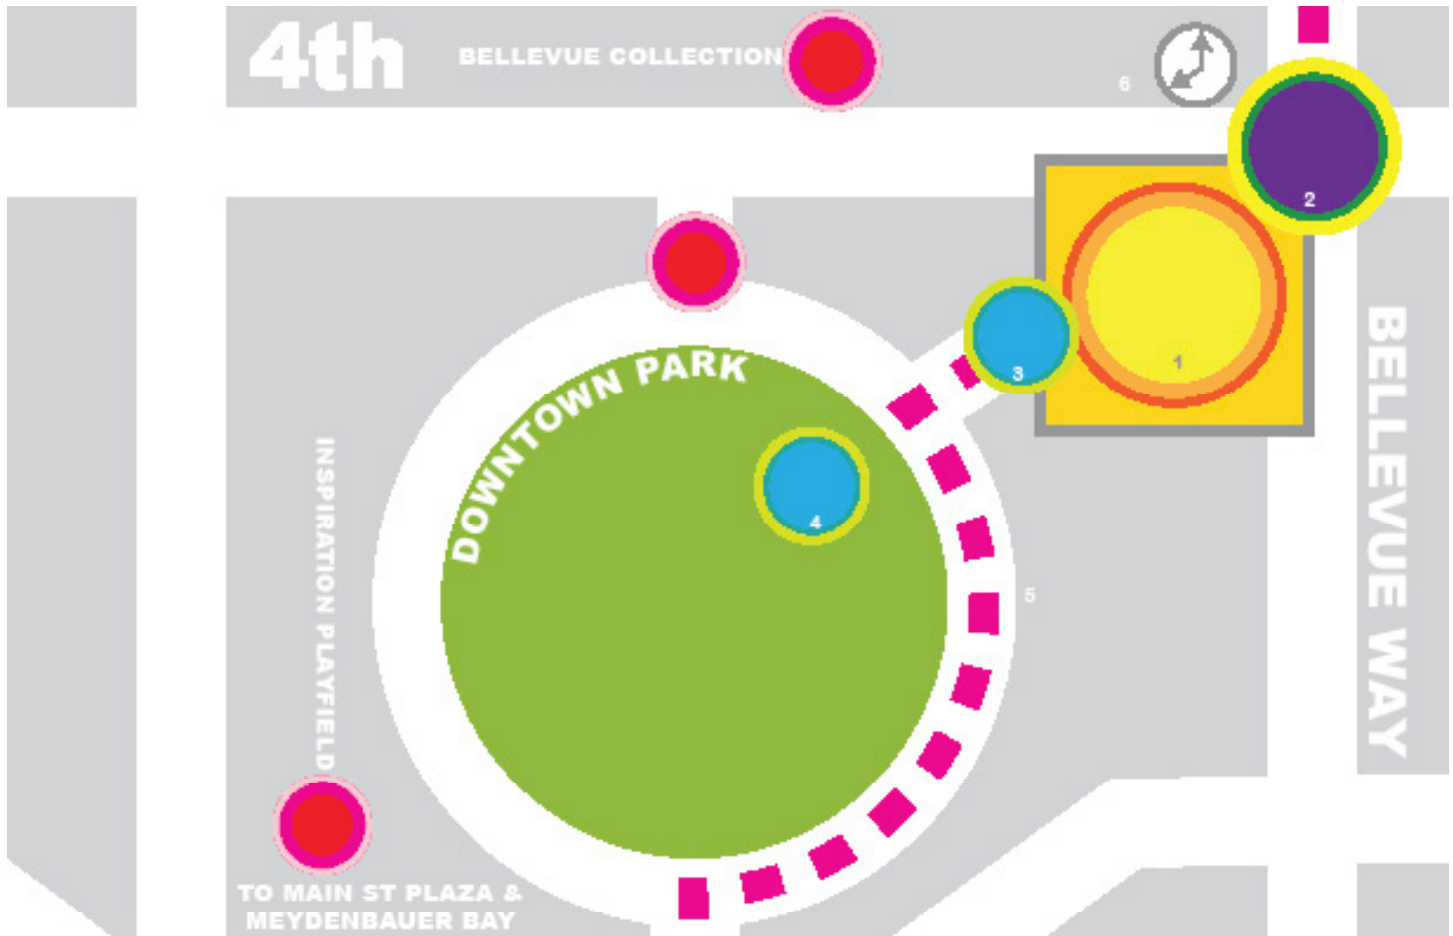 4th
BELLEVUE COLLECTION
6
2
1
3
DOWNTOWN PARK
4
5
BELLEVUE WAY
INSPIRATION PLAYFIELD
TO MAIN ST PLAZA &
MEYDENBAUER BAY